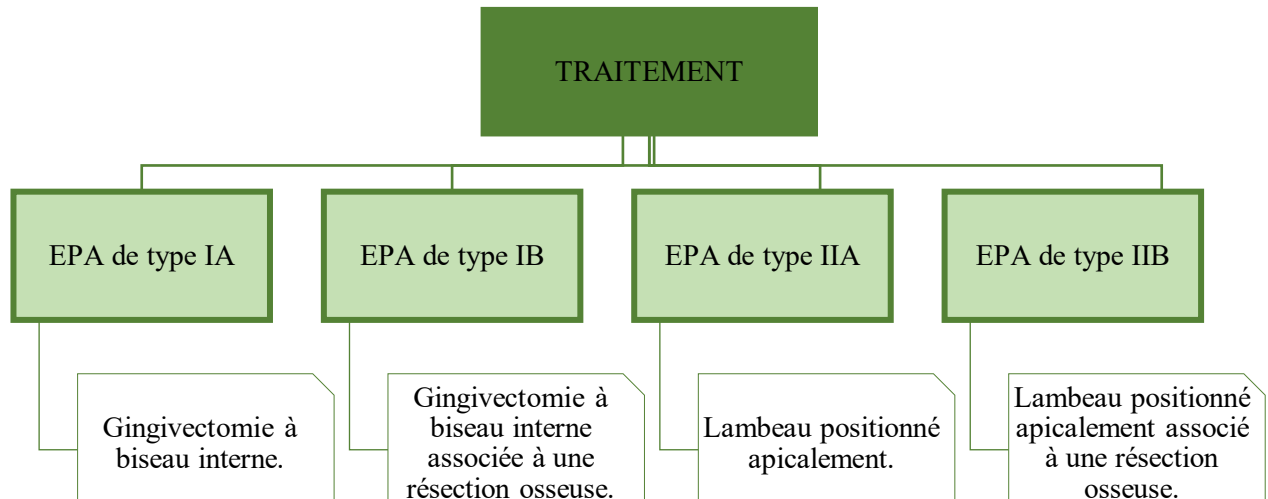 TRAITEMENT
EPA de type IA
EPA de type IB
EPA de type IIA
EPA de type IIB
Gingivectomie à
biseau interne.
Gingivectomie à
biseau interne
associée à une
résection osseuse.
Lambeau positionné
apicalement.
Lambeau positionné
apicalement associé
à une résection
osseuse.